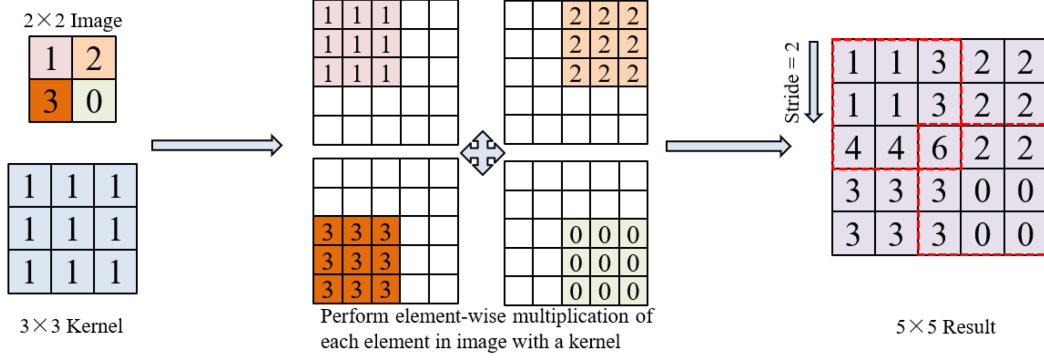 2×2 Image
1 2
3 0
1 1 1
1 1 1
1 1 1
3×3 Kernel
1 1 1
1 1 1
1 1 1
2 2 2
2 2 2
2 2 2
3 3 3
3 3 3
3 3 3
0 0 0
0 0 0
0 0 0
Perform element-wise multiplication of
each element in image with a kernel
Stride = 2
1 1 3 2 2
1 1 3 2 2
4 4 6 2 2
3 3 3 0 0
3 3 3 0 0
5×5 Result